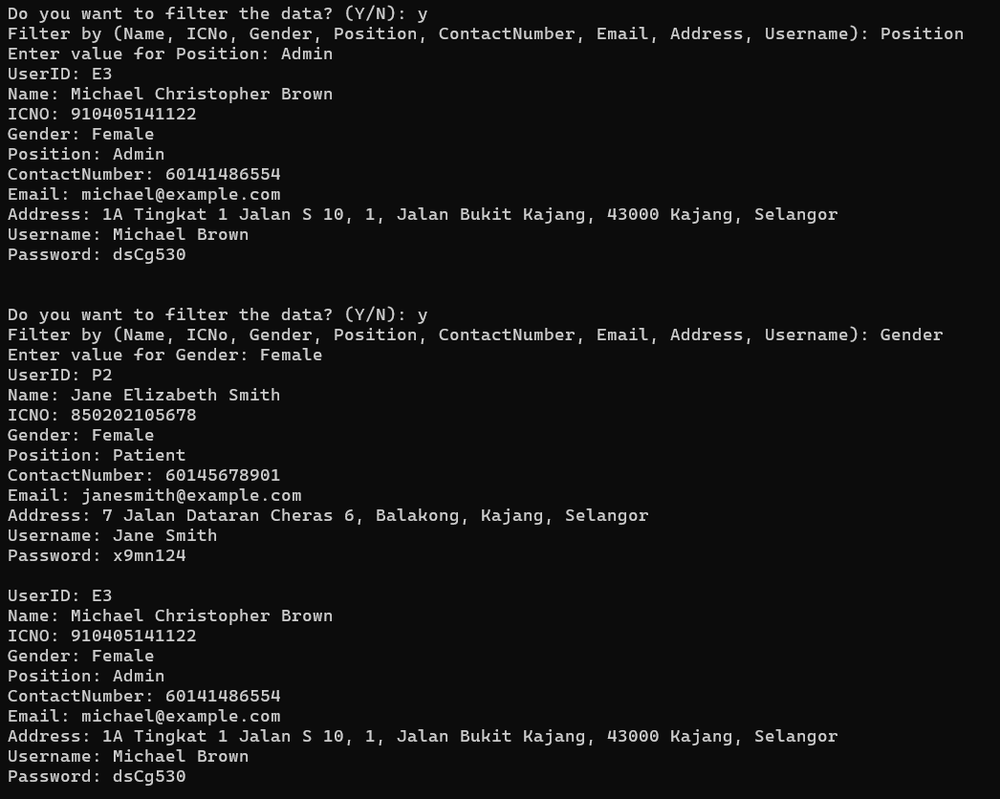 Do you want to filter the data? (Y/N): y
Filter by (Name, ICNo, Gender, Position, ContactNumber, Email, Address, Username): Position
Enter value for Position: Admin
UserID: E3
Name: Michael Christopher Brown
ICNO: 910405141122
Gender: Female
Position: Admin
ContactNumber: 60141486554
Email: michael@example.com
Address: 1A Tingkat 1 Jalan S 10, 1, Jalan Bukit Kajang, 43000 Kajang, Selangor
Username: Michael Brown
Password: dsCg530
Do you want to filter the data? (Y/N): y
Filter by (Name, ICNo, Gender, Position, ContactNumber, Email, Address, Username): Gender
Enter value for Gender: Female
UserID: P2
Name: Jane Elizabeth Smith
ICNO: 850202105678
Gender: Female
Position: Patient
ContactNumber: 60145678901
Email: janesmith@example.com
Address: 7 Jalan Dataran Cheras 6, Balakong, Kajang, Selangor
Username: Jane Smith
Password: x9mn124
UserID: E3
Name: Michael Christopher Brown
ICNO: 910405141122
Gender: Female
Position: Admin
ContactNumber: 60141486554
Email: michael@example.com
Address: 1A Tingkat 1 Jalan S 10, 1, Jalan Bukit Kajang, 43000 Kajang, Selangor
Username: Michael Brown
Password: dsCg530